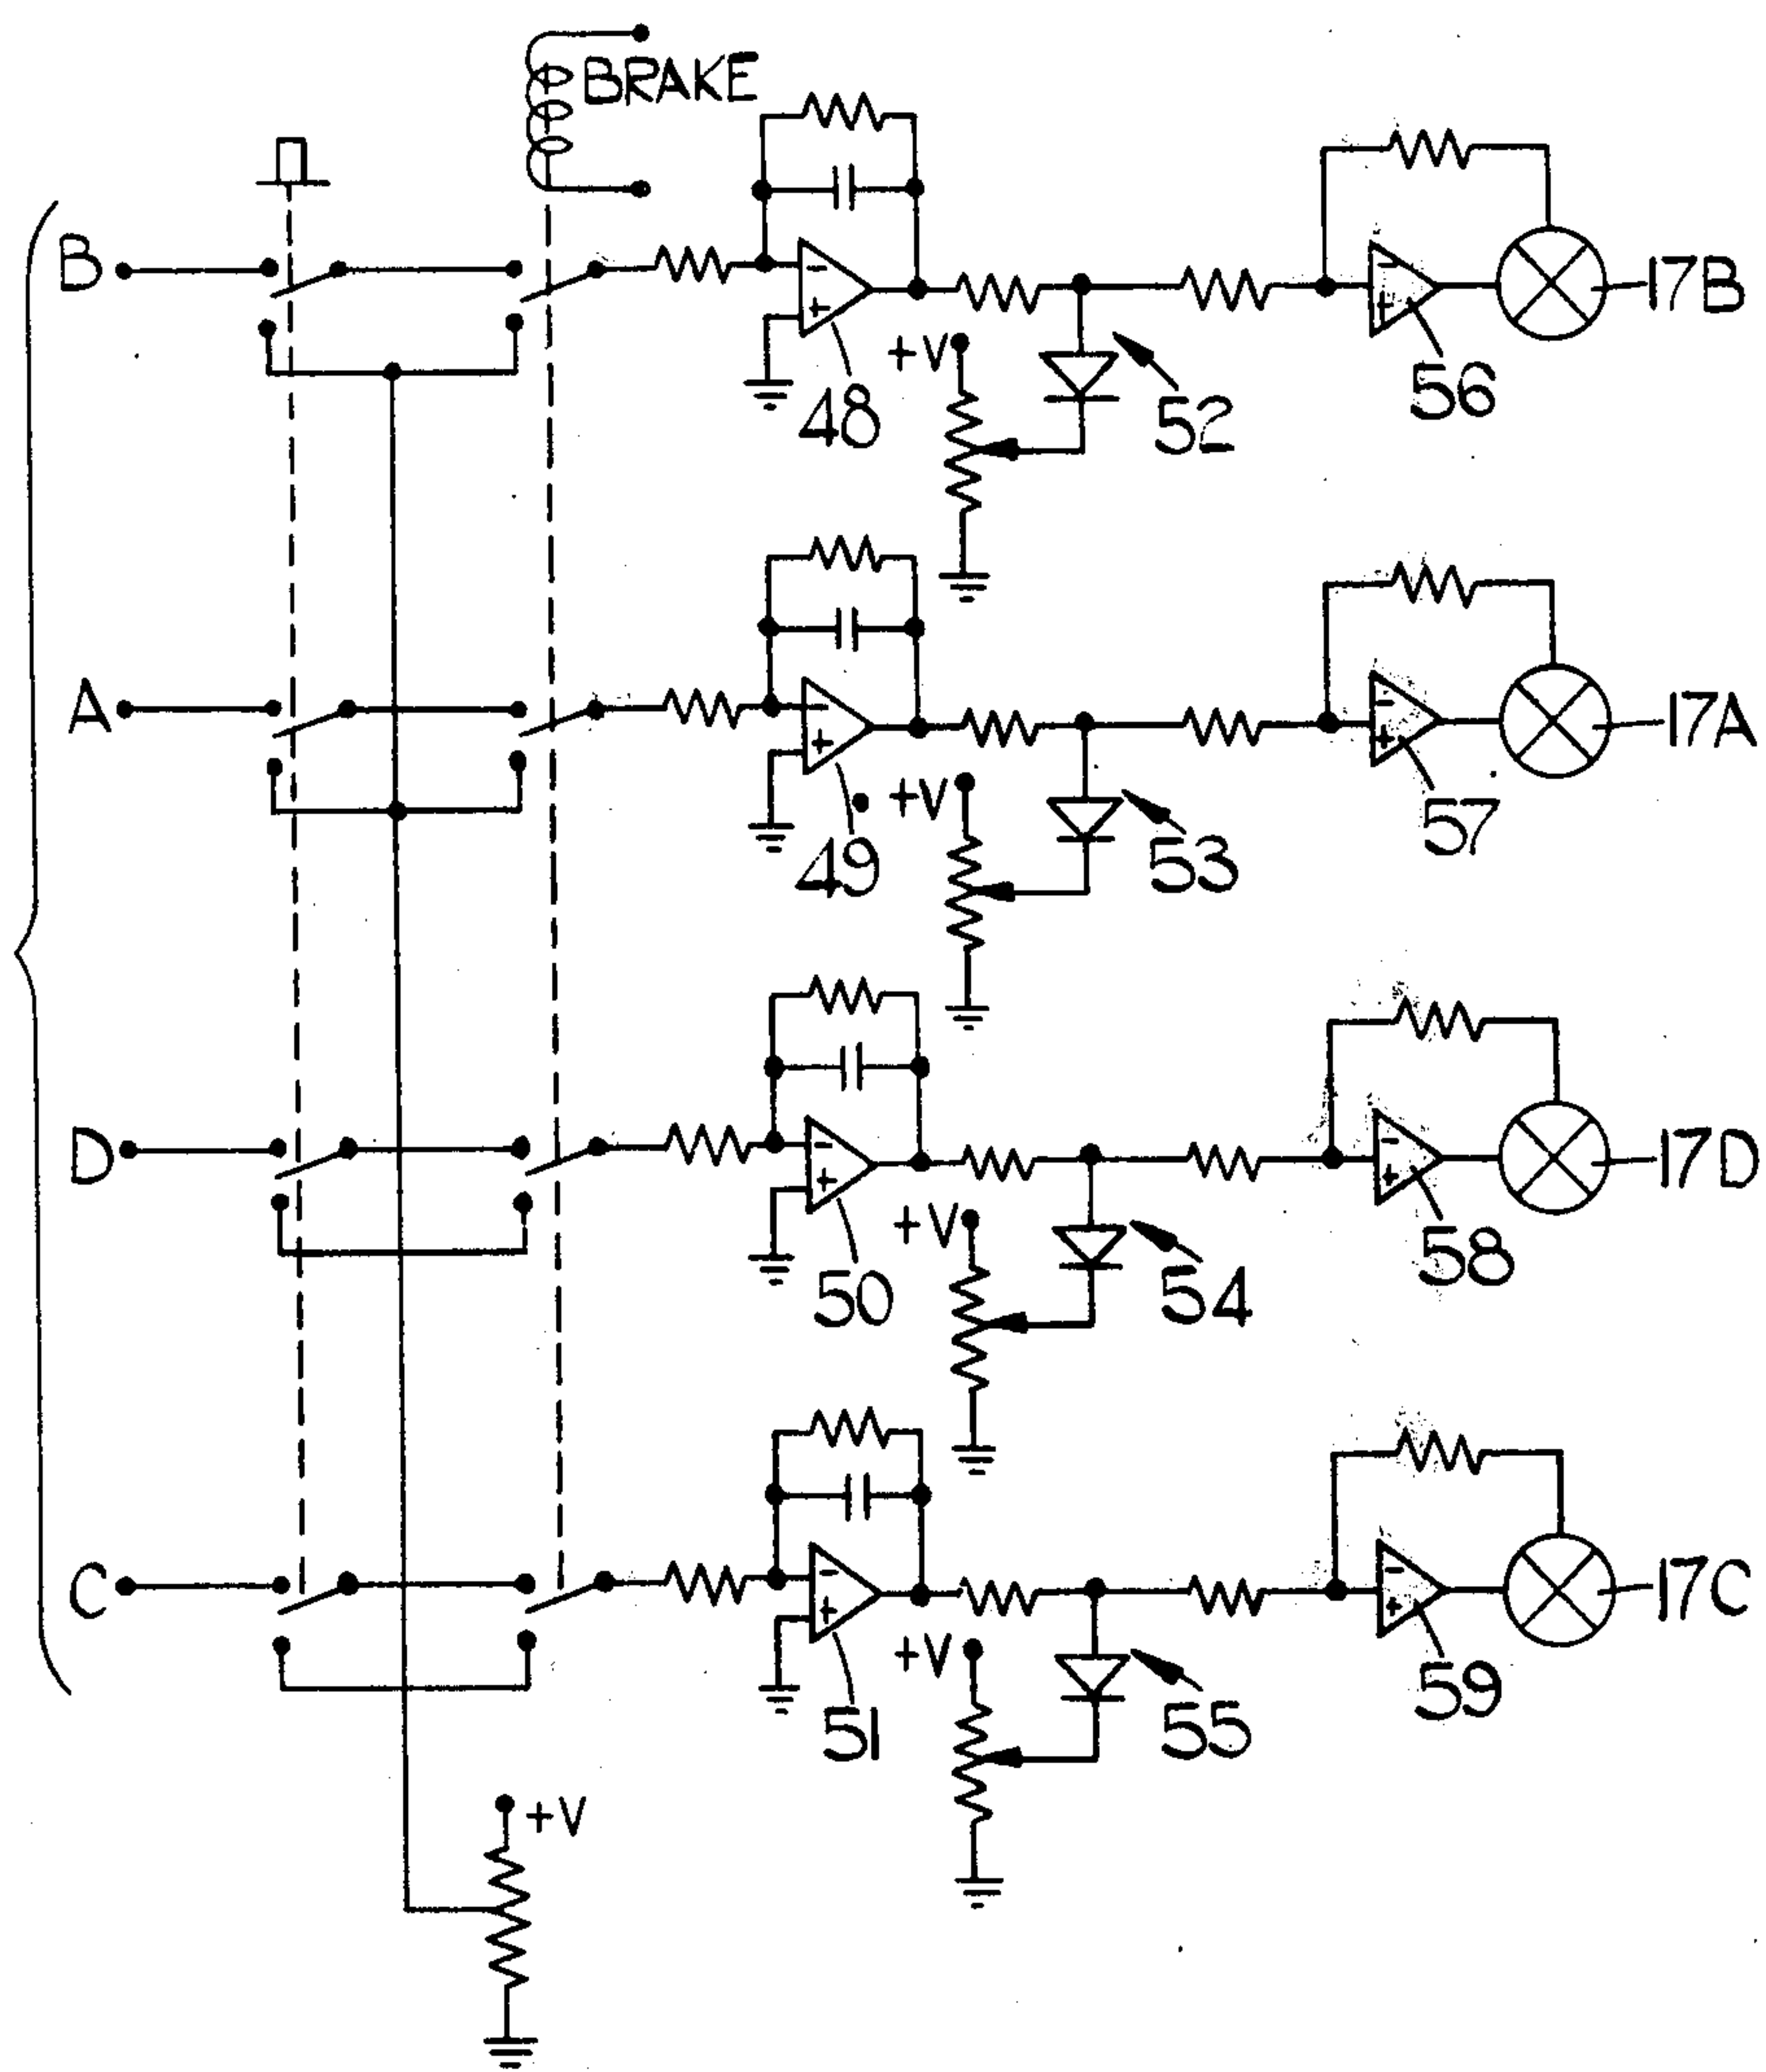 BRAKE
B
- +
48
+V
52
- +
56
17B
A
- +
49
+V
53
- +
57
17A
D
- +
50
+V
54
- +
58
17D
C
- +
51
+V
55
- +
59
17C
+V